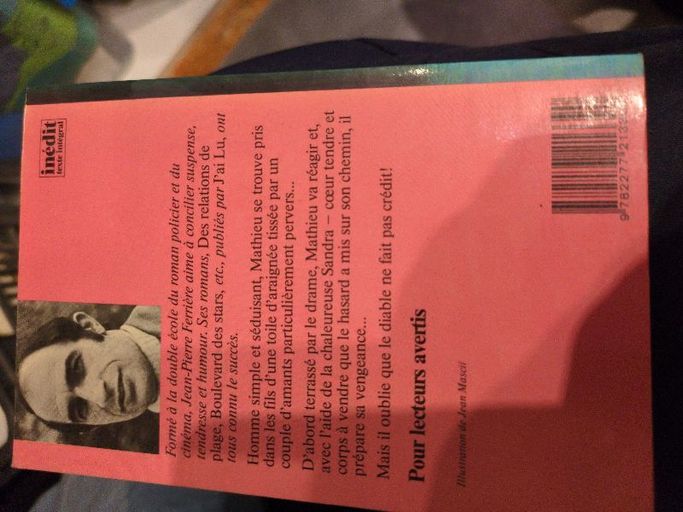 inédit
texte intégral
Formé à la double école du roman policier et du
cinéma, Jean-Pierre Ferrière aime à concilier suspense,
tendresse et humour. Ses romans, Des relations de
plage, Boulevard des stars, etc., publiés par J'ai Lu, ont
tous connu le succès.
Homme simple et séduisant, Mathieu se trouve pris
dans les fils d'une toile d'araignée tissée par un
couple d'amants particulièrement pervers...
D'abord terrassé par le drame, Mathieu va réagir et,
avec l'aide de la chaleureuse Sandra – cœur tendre et
corps à vendre que le hasard a mis sur son chemin, il
prépare sa vengeance...
Mais il oublie que le diable ne fait pas crédit!
Pour lecteurs avertis
Illustration de Jean Mascii
9 782277 213